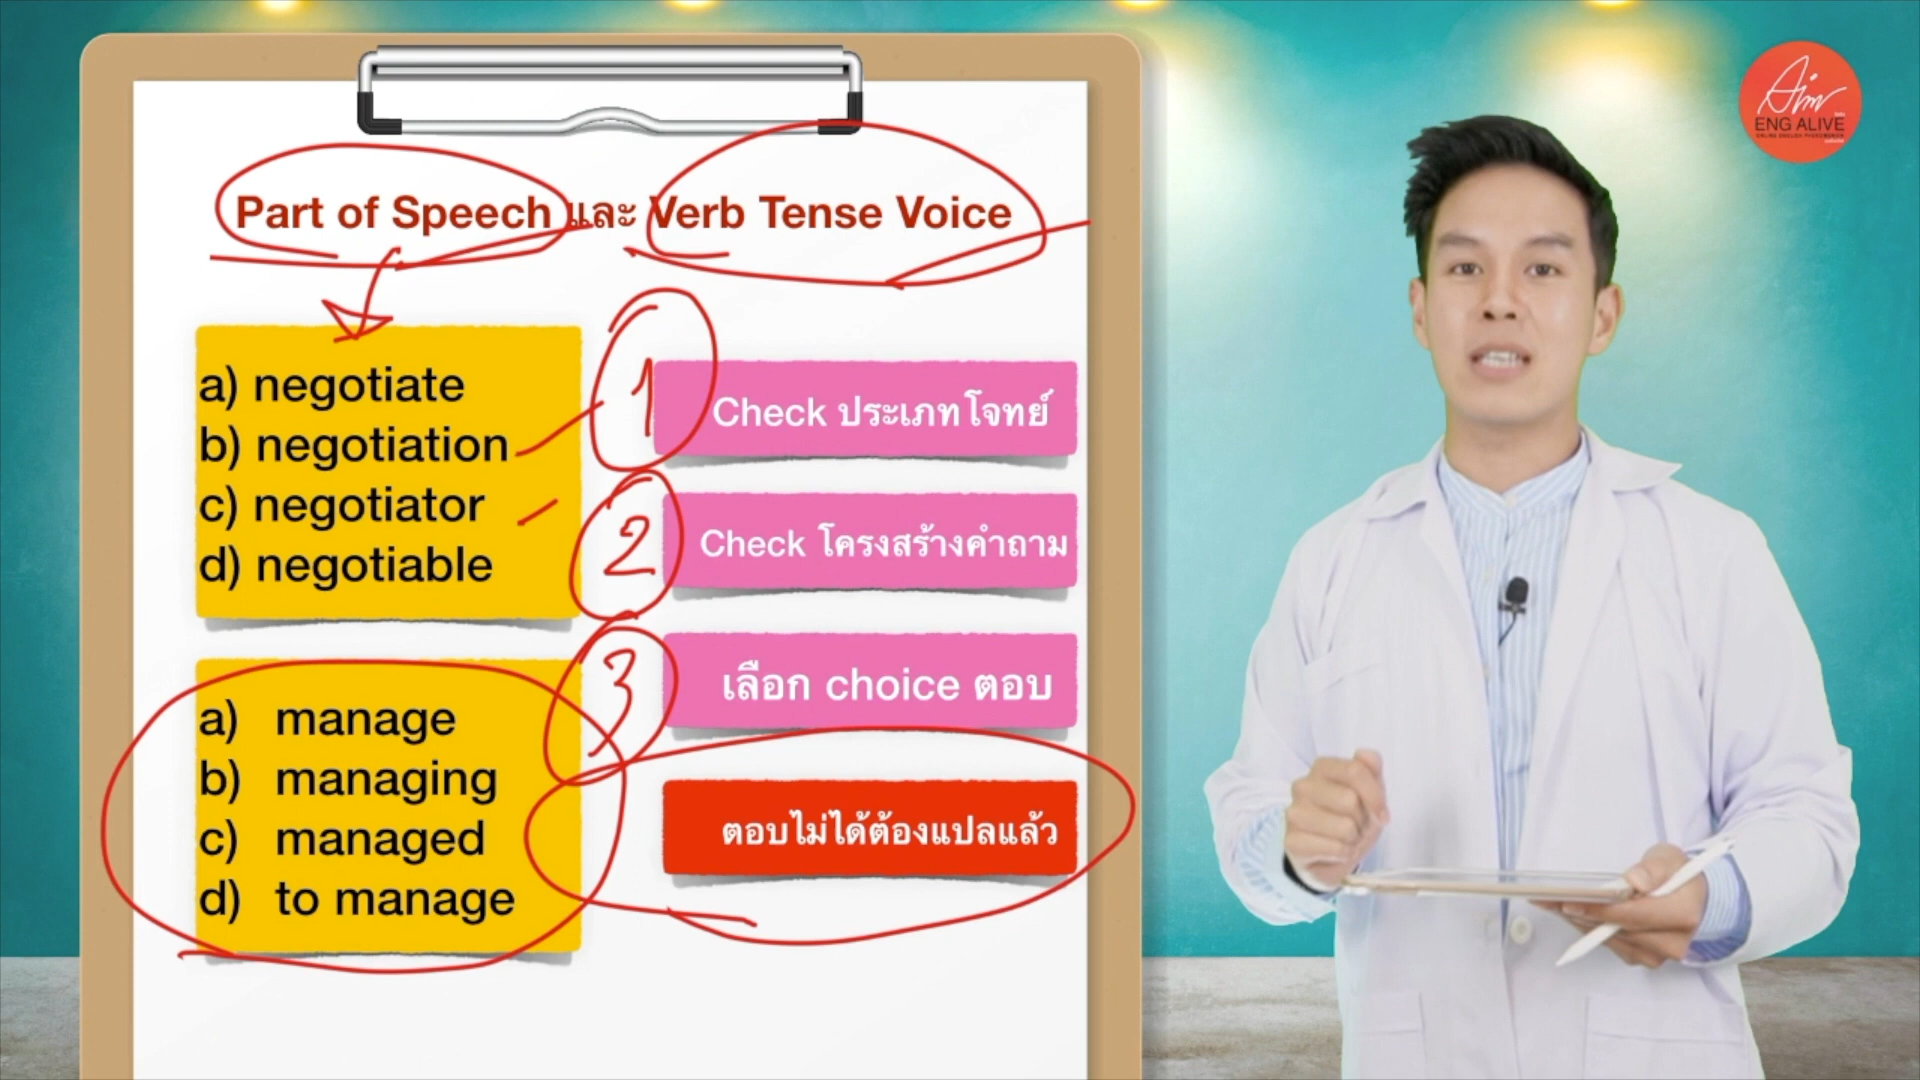 Part of Speech และ Verb Tense Voice
a) negotiate
b) negotiation
c) negotiator
d) negotiable
a) manage
b) managing
c) managed
d) to manage
1
Check ประเภทโจทย์
2
Check โครงสร้างคำถาม
3
เลือก choice ตอบ
ตอบไม่ได้ต้องแปลแล้ว
Aim
ENG ALIVE